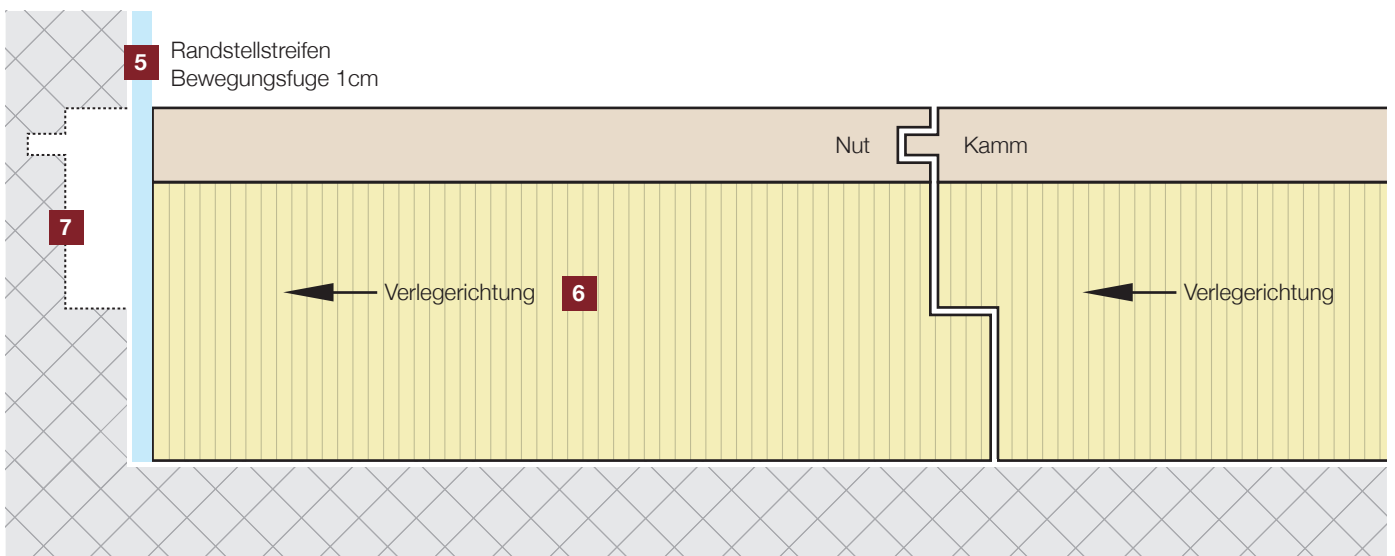 5 Randstellstreifen
Bewegungsfuge 1cm
Nut Kamm
7
Verlegerichtung 6 Verlegerichtung